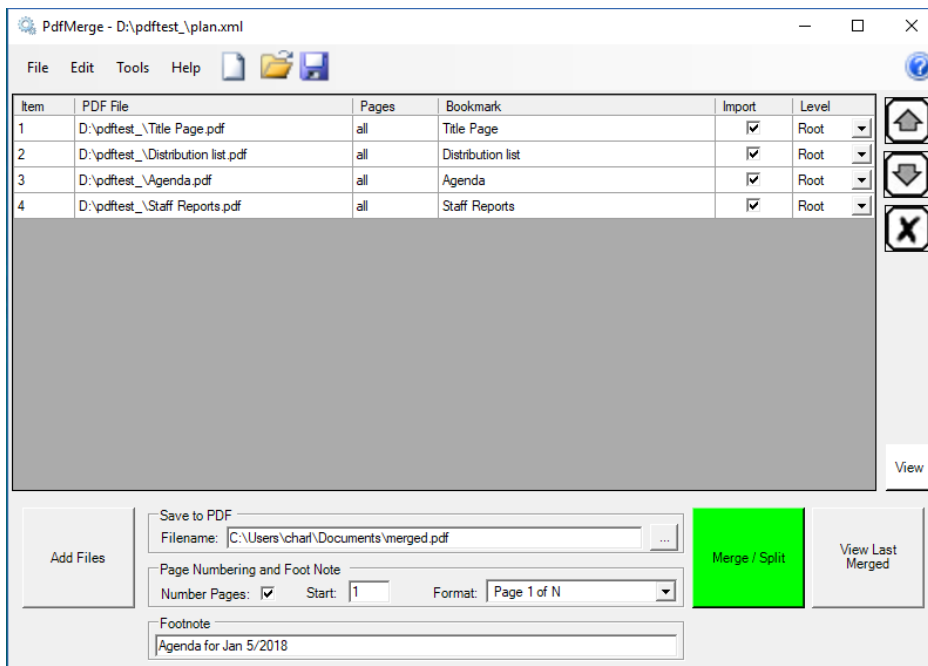 PdfMerge - D:\pdftest_\plan.xml
File Edit Tools Help
Item PDF File Pages Bookmark Import Level
1 D:\pdftest_\Title Page.pdf all Title Page Root
2 D:\pdftest_\Distribution list.pdf all Distribution list Root
3 D:\pdftest_\Agenda.pdf all Agenda Root
4 D:\pdftest_\Staff Reports.pdf all Staff Reports Root
View
Save to PDF
Filename: C:\Users\charl\Documents\merged.pdf ...
Add Files
Merge / Split
View Last
Merged
Page Numbering and Foot Note
Number Pages: Start: 1 Format: Page 1 of N
Footnote
Agenda for Jan 5/2018